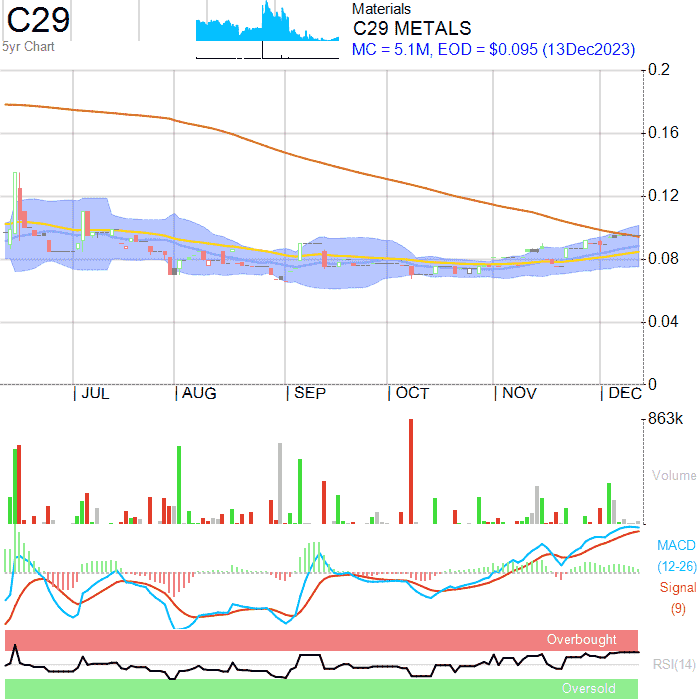 C29
5yr Chart
Materials
C29 METALS
MC = 5.1M, EOD = $0.095 (13Dec2023)
0.2
0.16
0.12
0.08
0.04
0
JUL AUG SEP OCT NOV DEC
863k
Volume
MACD
(12-26)
Signal
(9)
Overbought
RSI(14)
Oversold